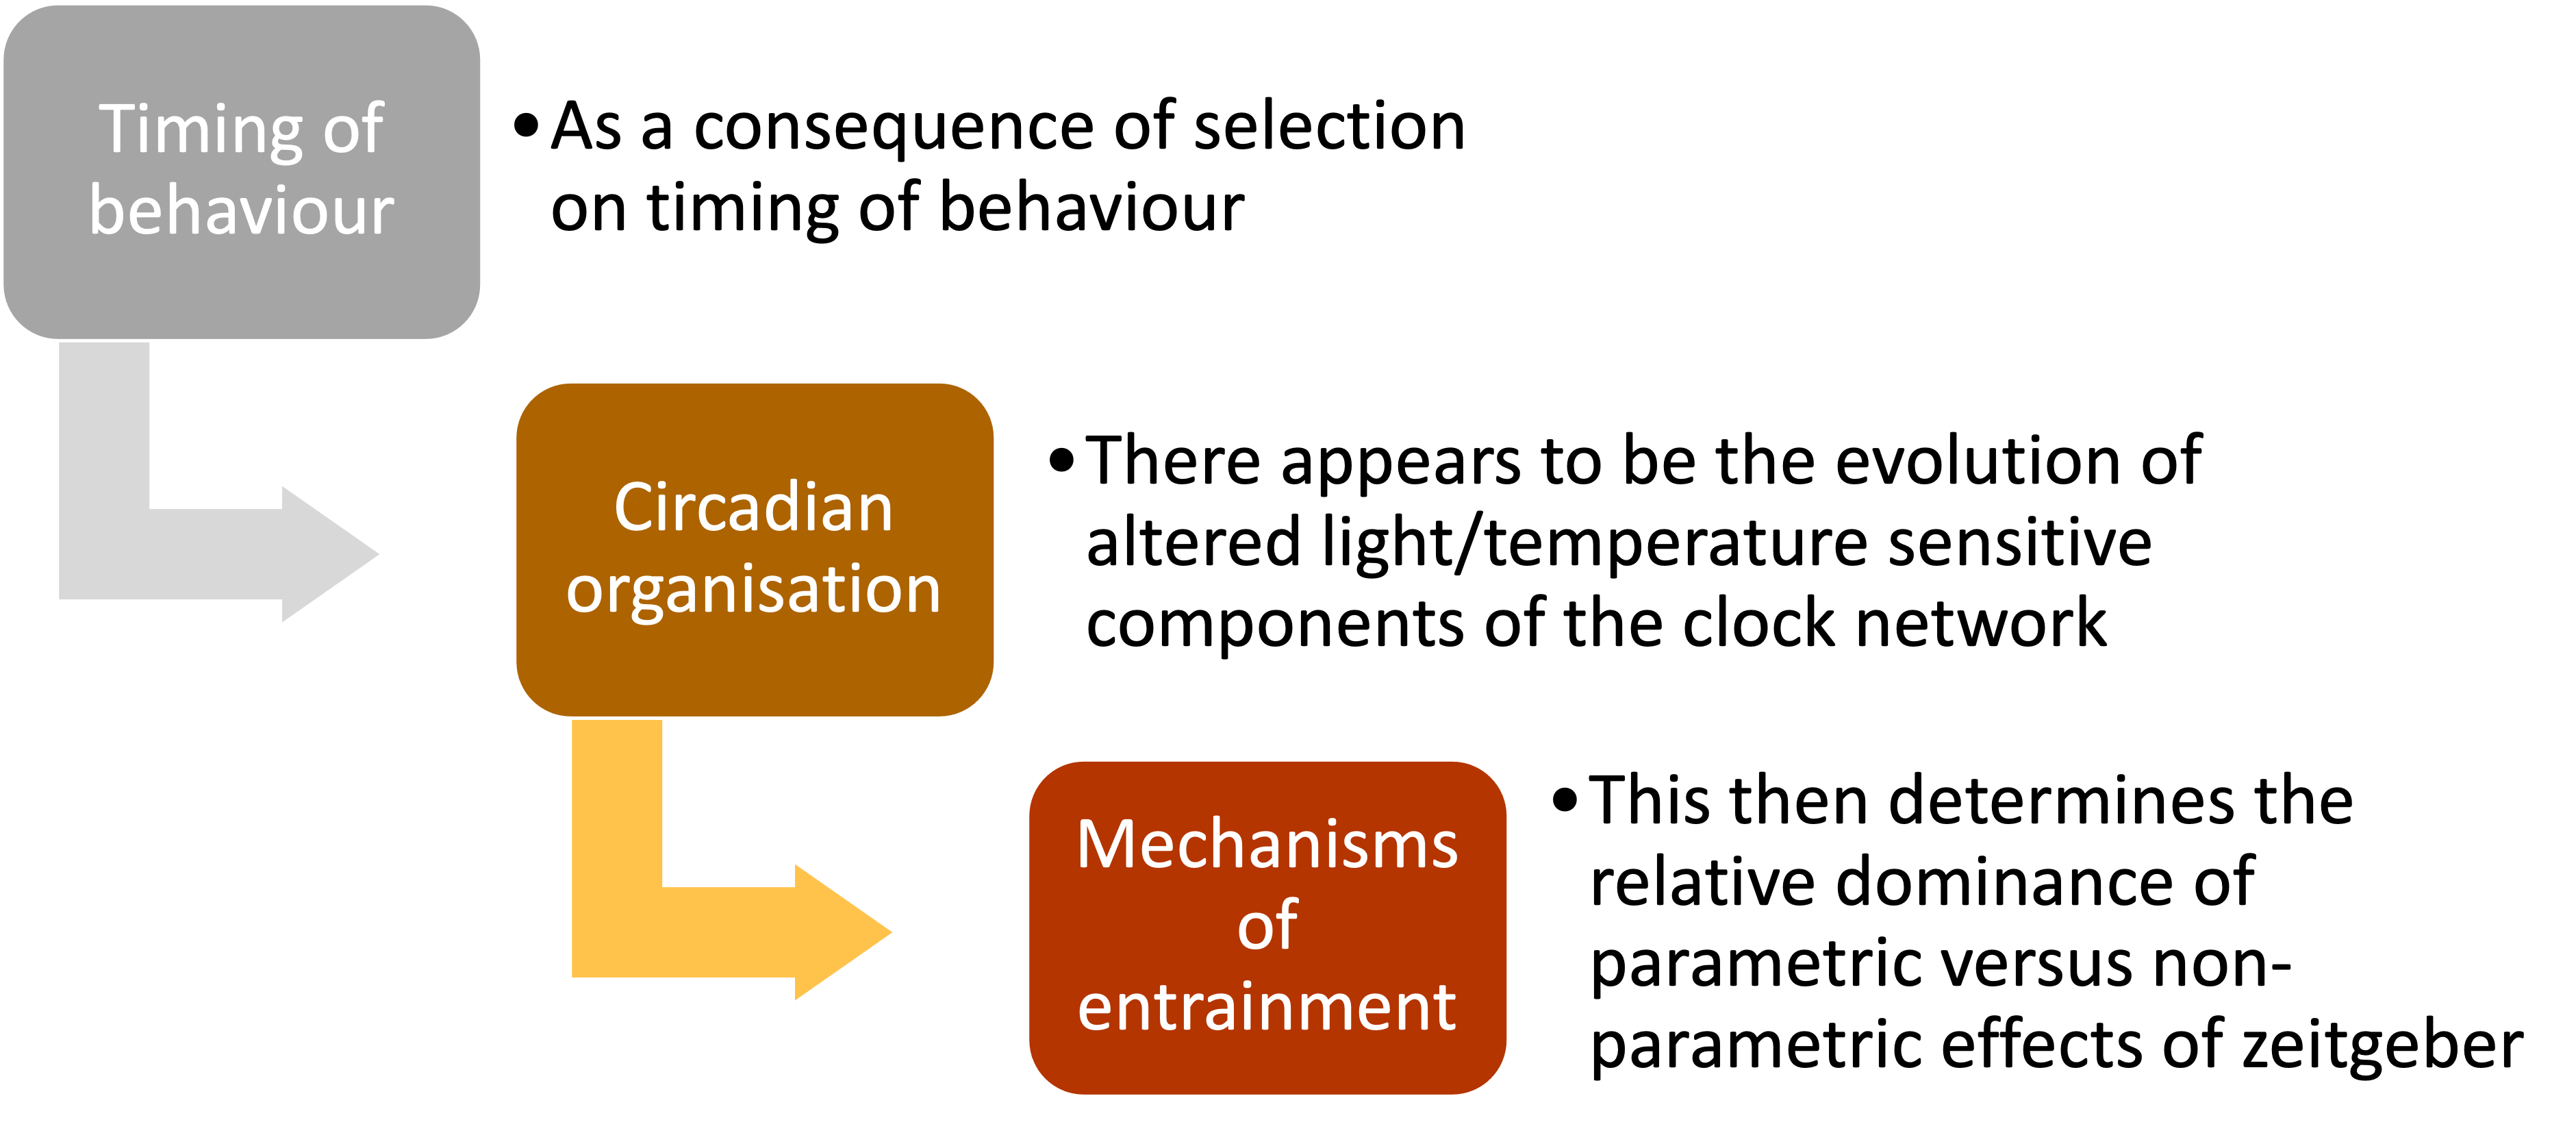 Timing of
behaviour
•As a consequence of selection
on timing of behaviour
Circadian
organisation
•There appears to be the evolution of
altered light/temperature sensitive
components of the clock network
Mechanisms
of
entrainment
•This then determines the
relative dominance of
parametric versus non-
parametric effects of zeitgeber